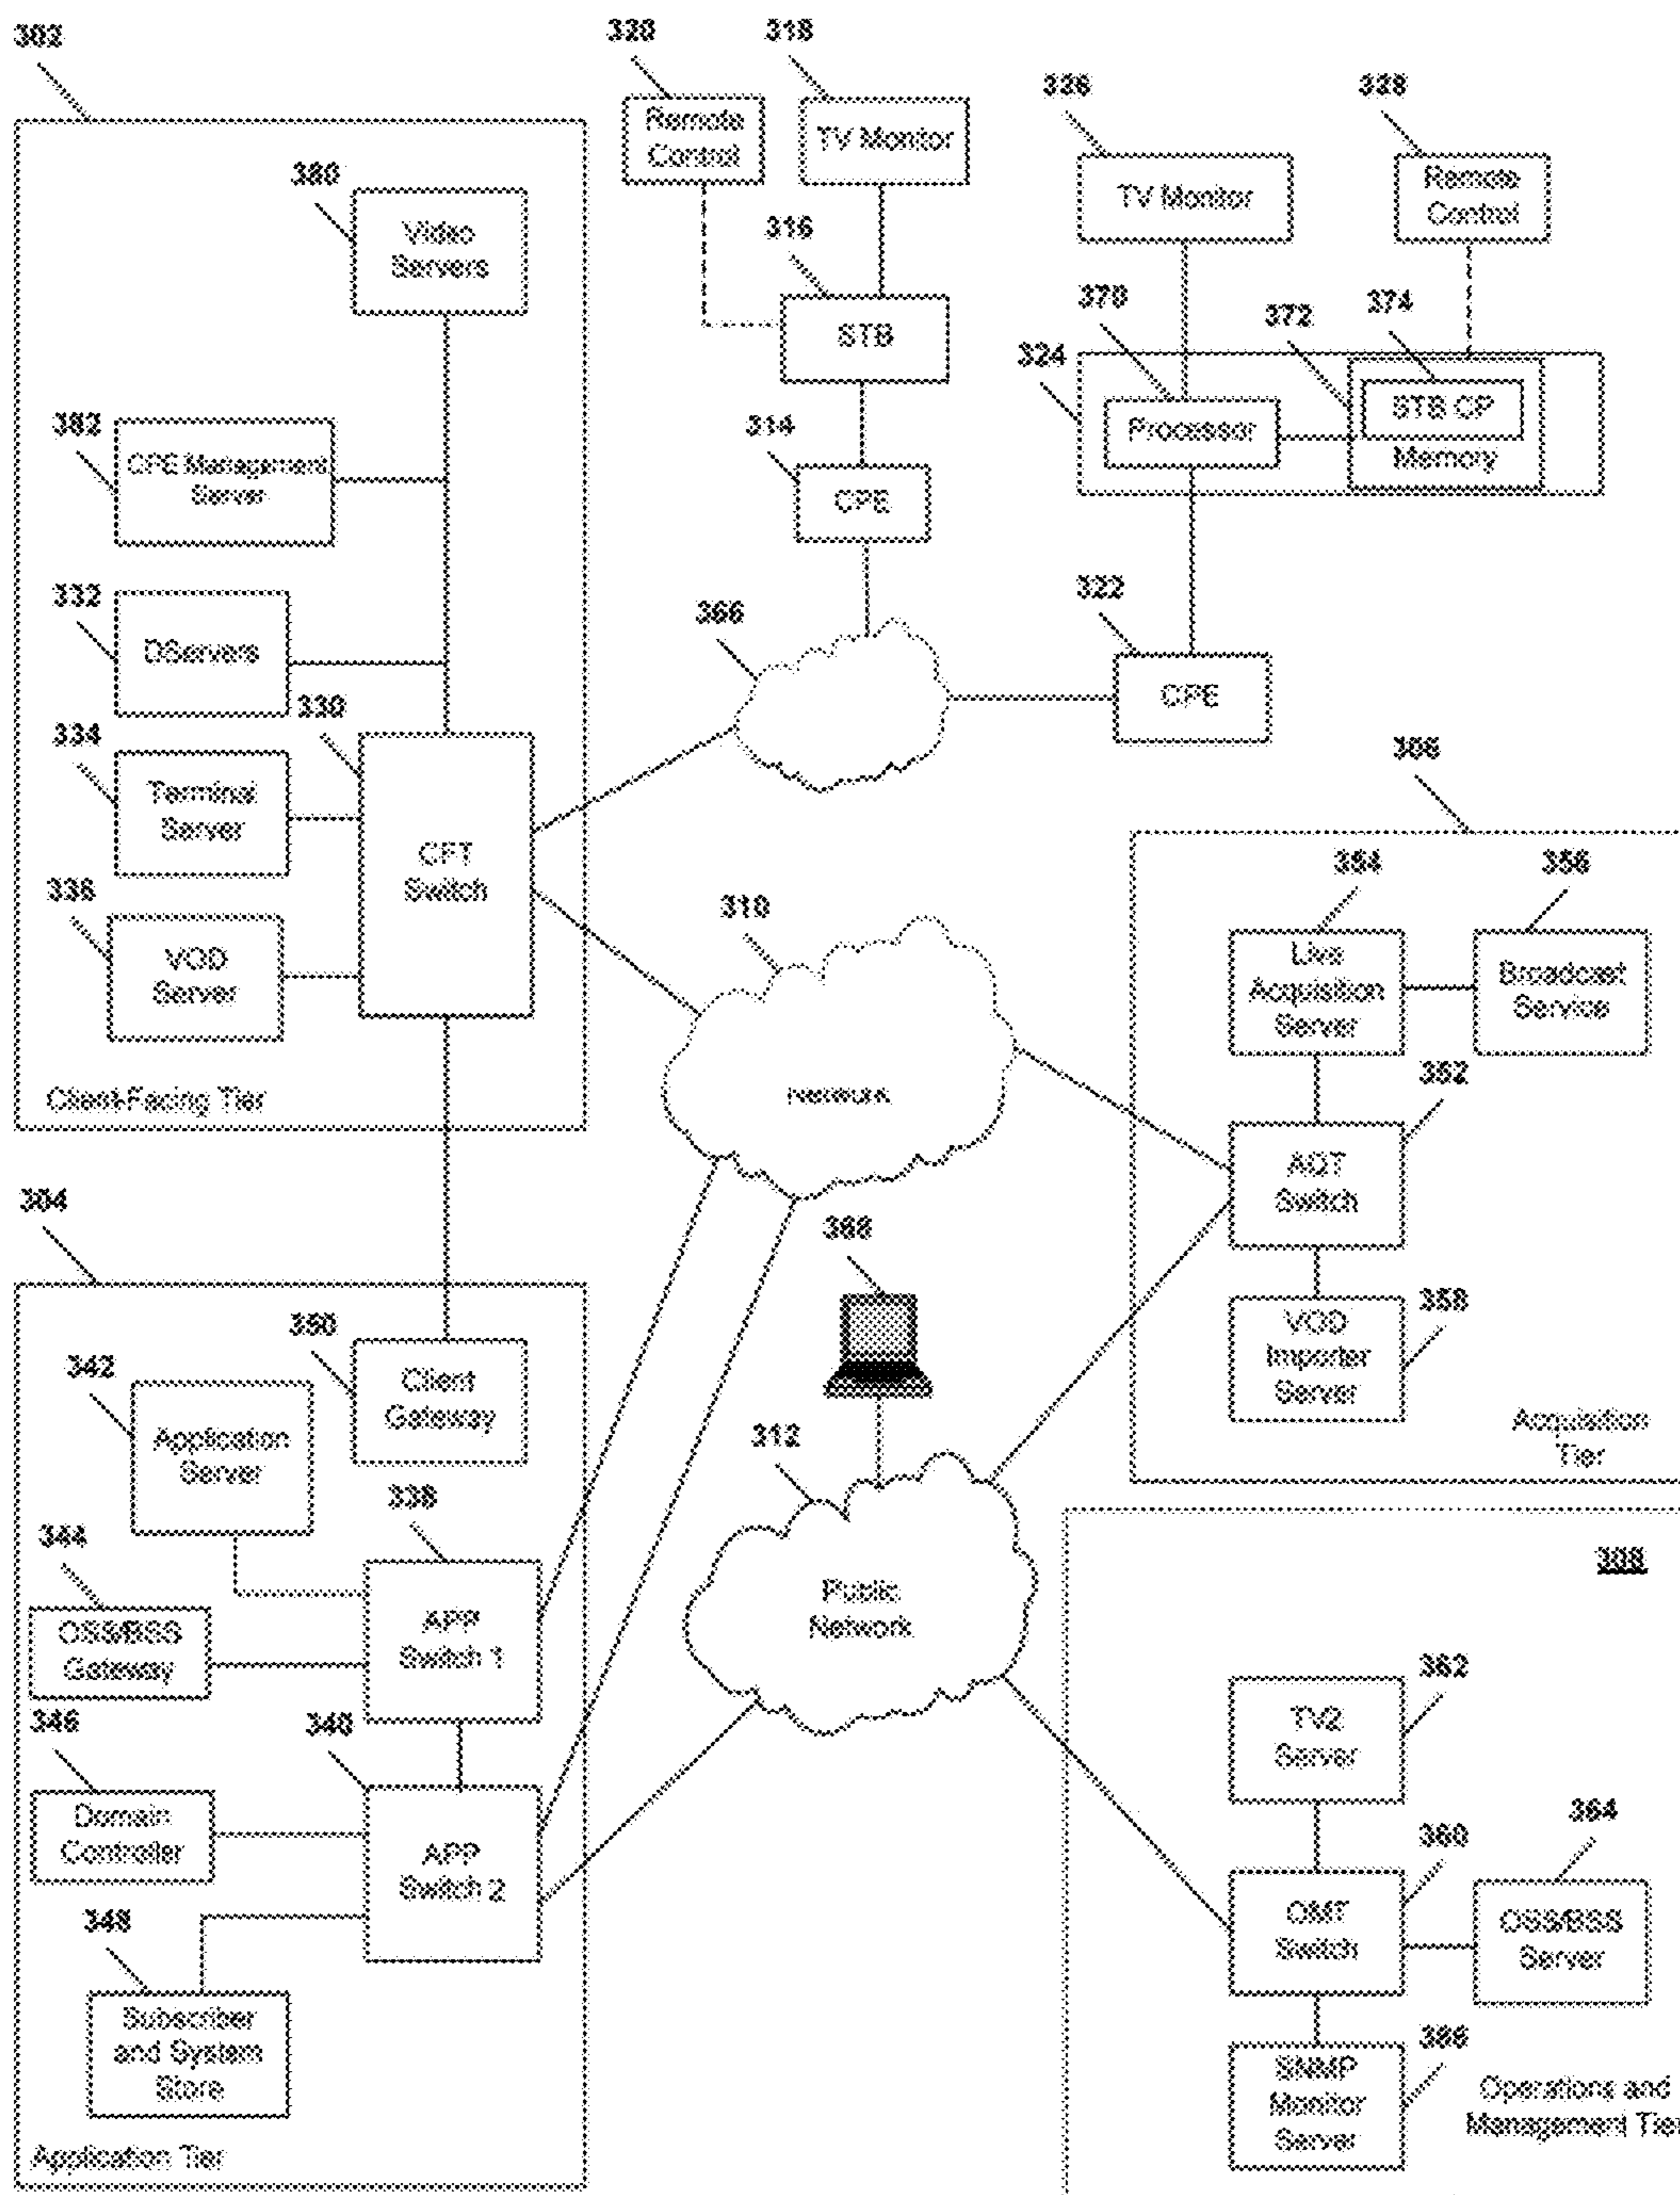 302
320
318
326
328
Remote
Control
TV Monitor
TV Monitor
Remote
Control
380
Video
Servers
316
STB
370
372
374
324
Processor
STB CP
Memory
382
CPE Management
Server
314
CPE
332
DServers
366
322
CPE
330
334
Terminal
Server
CFT
Switch
306
336
VOD
Server
310
Network
354
356
Live
Acquisition
Server
Broadcast
Service
352
Client-Facing Tier
AQT
Switch
304
368
350
Client
Gateway
342
Application
Server
358
VOD
Importer
Server
Acquisition
Tier
312
338
344
OSS/BSS
Gateway
APP
Switch 1
Public
Network
308
346
340
Domain
Controller
APP
Switch 2
362
TV2
Server
364
360
OMT
Switch
OSS/BSS
Server
348
Subscriber
and System
Store
SNMP
Monitor
Server
Operations and
Management Tier
Application Tier